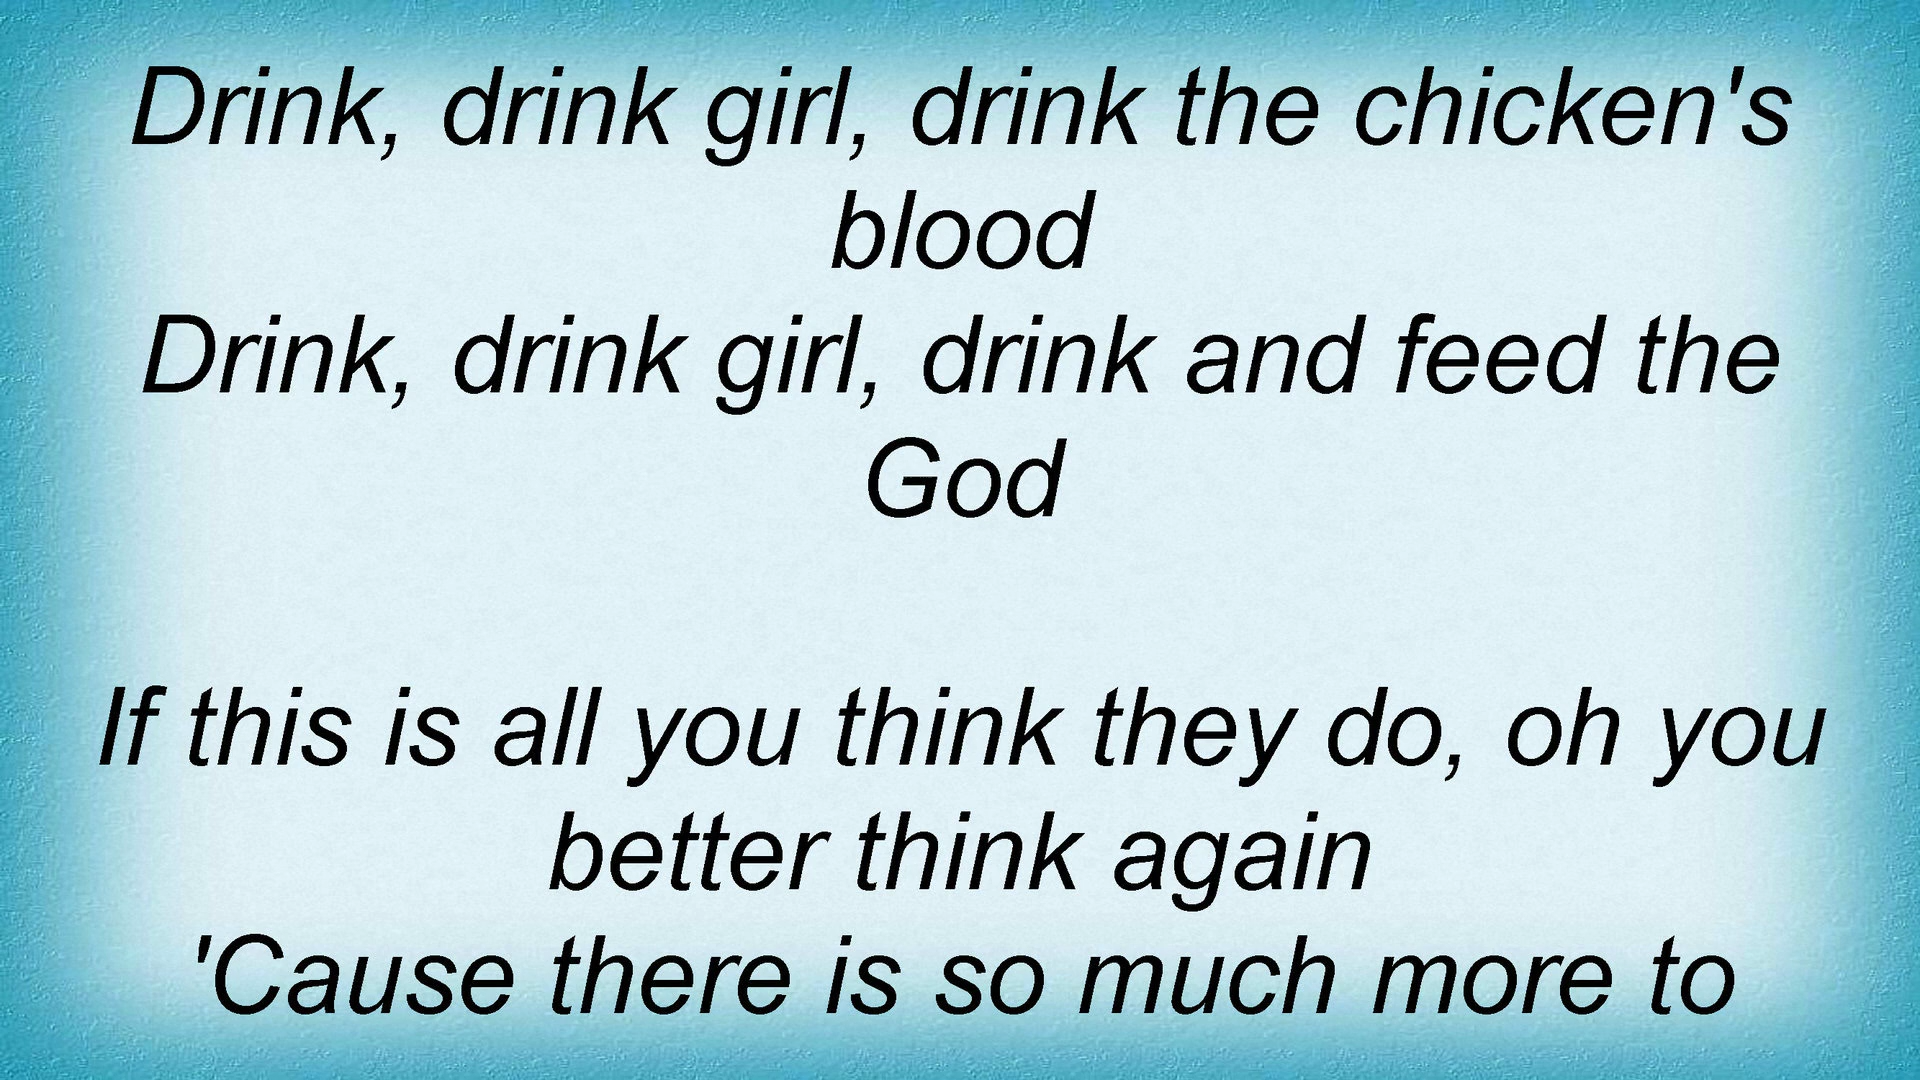 Drink, drink girl, drink the chicken's
blood
Drink, drink girl, drink and feed the
God
If this is all you think they do, oh you
better think again
'Cause there is so much more to